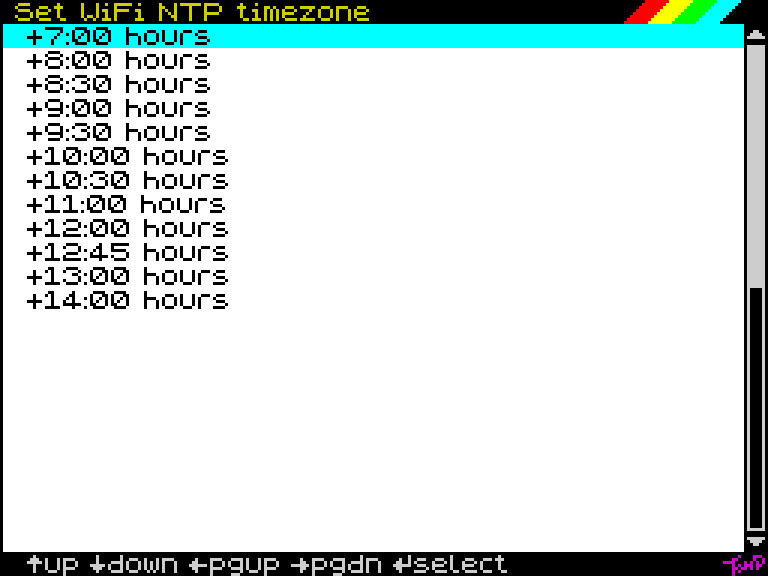 Set WiFi NTP timezone
+7:00 hours
+8:00 hours
+8:30 hours
+9:00 hours
+9:30 hours
+10:00 hours
+10:30 hours
+11:00 hours
+12:00 hours
+12:45 hours
+13:00 hours
+14:00 hours
↑up ↓down ←pgup →pgdn ↵select